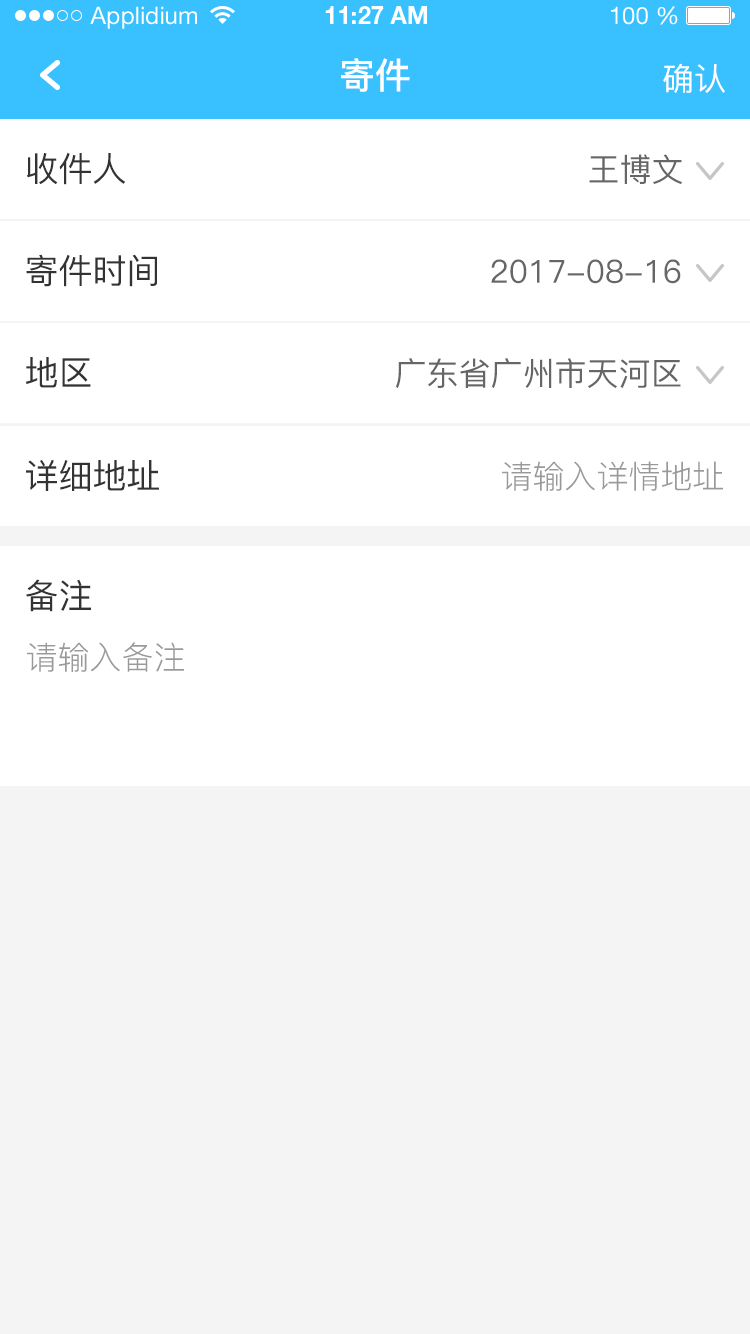 Applidium 11:27 AM 100 %
寄件 确认
收件人 王博文
寄件时间 2017-08-16
地区 广东省广州市天河区
详细地址 请输入详情地址
备注
请输入备注